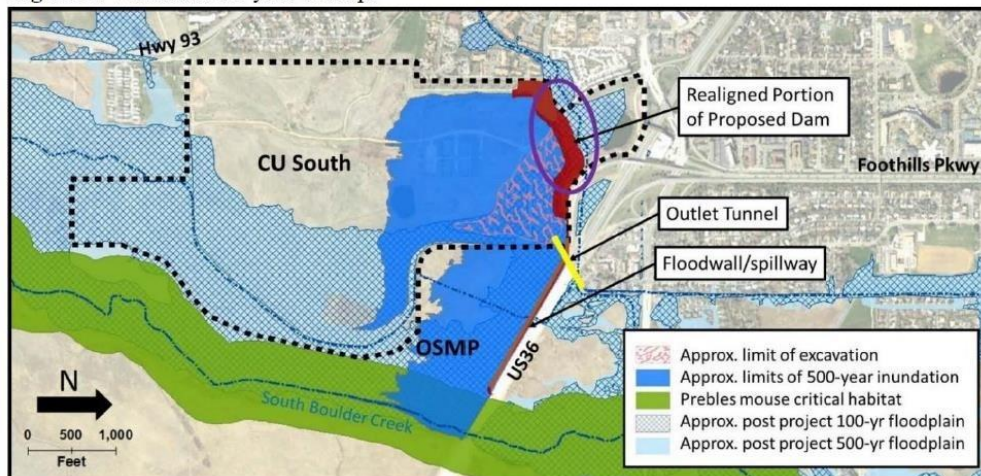 Hwy 93
CU South
Realigned Portion
of Proposed Dam
Foothills Pkwy
Outlet Tunnel
Floodwall/spillway
OSMP
US36
South Boulder Creek
N
0 500 1,000
Feet
Approx. limit of excavation
Approx. limits of 500-year inundation
Prebles mouse critical habitat
Approx. post project 100-yr floodplain
Approx. post project 500-yr floodplain